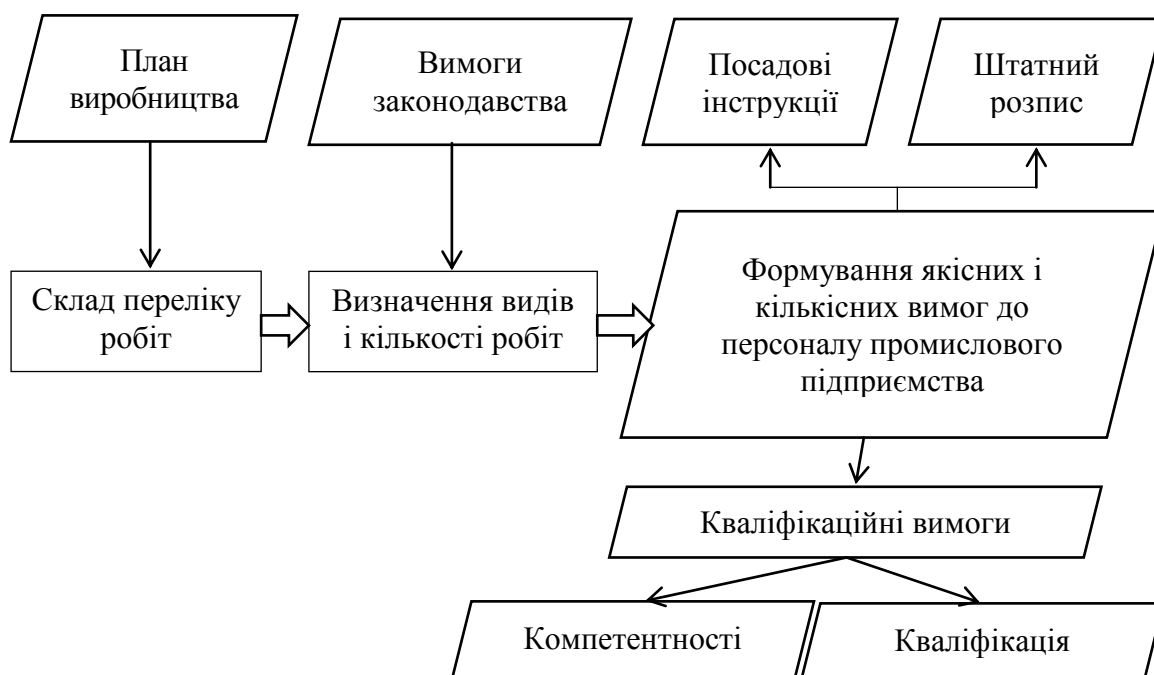 План
виробництва
Вимоги
законодавства
Посадові
інструкції
Штатний
розпис
Склад переліку
робіт
Визначення видів
і кількості робіт
Формування якісних і
кількісних вимог до
персоналу промислового
підприємства
Кваліфікаційні вимоги
Компетентності
Кваліфікація